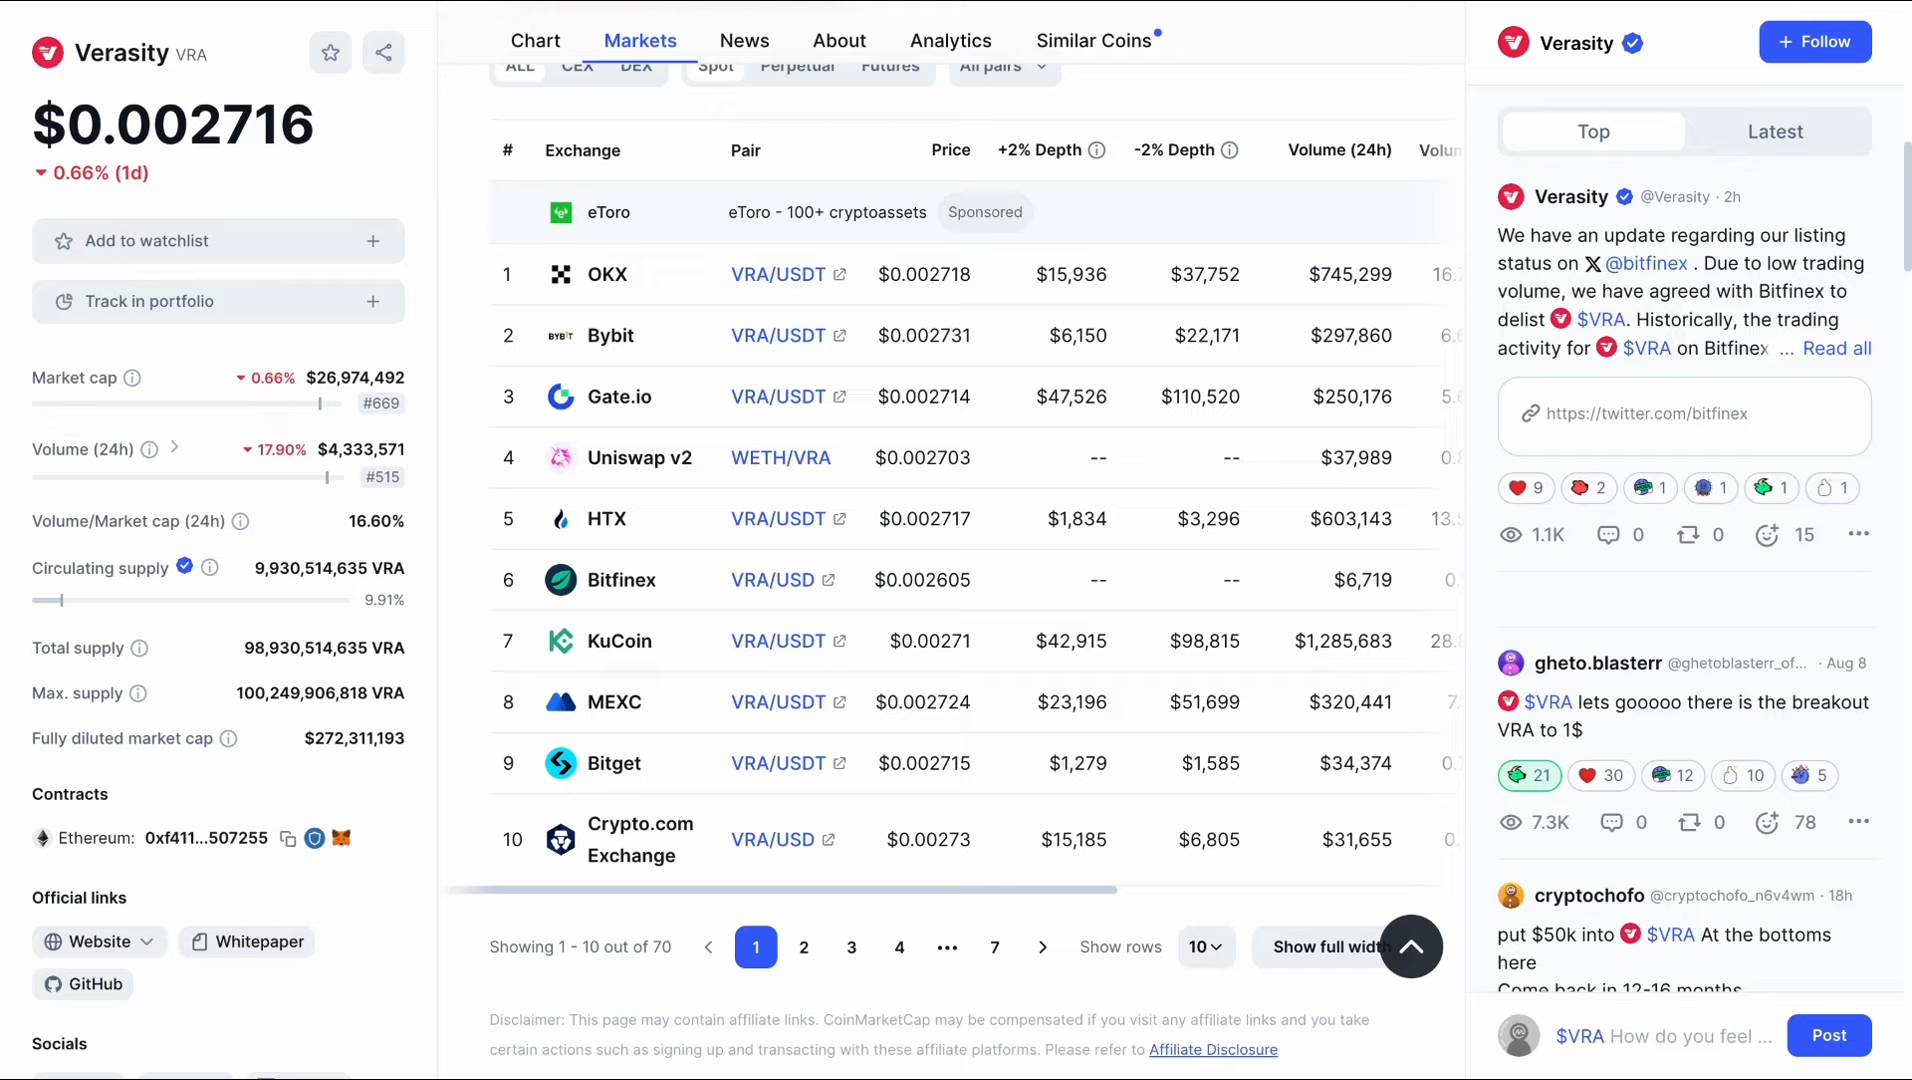 Verasity VRA
$0.002716
0.66% (1d)
Add to watchlist
Track in portfolio
Market cap 0.66% $26,974,492
#669
Volume (24h) 17.90% $4,333,571
#515
Volume/Market cap (24h) 16.60%
Circulating supply 9,930,514,635 VRA
9.91%
Total supply 98,930,514,635 VRA
Max. supply 100,249,906,818 VRA
Fully diluted market cap $272,311,193
Contracts
Ethereum: 0xf411...507255
Official links
Website Whitepaper
GitHub
Socials
Chart Markets News About Analytics Similar Coins
ALL CEX DEX Spot Perpetual Futures All pairs
# Exchange Pair Price +2% Depth -2% Depth Volume (24h)
eToro eToro - 100+ cryptoassets Sponsored
1 OKX VRA/USDT $0.002718 $15,936 $37,752 $745,299
2 BYBIT Bybit VRA/USDT $0.002731 $6,150 $22,171 $297,860
3 Gate.io VRA/USDT $0.002714 $47,526 $110,520 $250,176
4 Uniswap v2 WETH/VRA $0.002703 -- -- $37,989
5 HTX VRA/USDT $0.002717 $1,834 $3,296 $603,143
6 Bitfinex VRA/USD $0.002605 -- -- $6,719
7 KuCoin VRA/USDT $0.00271 $42,915 $98,815 $1,285,683
8 MEXC VRA/USDT $0.002724 $23,196 $51,699 $320,441
9 Bitget VRA/USDT $0.002715 $1,279 $1,585 $34,374
10 Crypto.com Exchange VRA/USD $0.00273 $15,185 $6,805 $31,655
Showing 1 - 10 out of 70 1 2 3 4 ••• 7 Show rows 10 Show full width
Disclaimer: This page may contain affiliate links. CoinMarketCap may be compensated if you visit any affiliate links and you take
certain actions such as signing up and transacting with these affiliate platforms. Please refer to Affiliate Disclosure
Verasity + Follow
Top Latest
Verasity @Verasity · 2h
We have an update regarding our listing
status on X @bitfinex . Due to low trading
volume, we have agreed with Bitfinex to
delist $VRA. Historically, the trading
activity for $VRA on Bitfinex ... Read all
https://twitter.com/bitfinex
9 2 1 1 1 1
1.1K 0 0 15
gheto.blasterr @ghetoblasterr_of... · Aug 8
$VRA lets gooooo there is the breakout
VRA to 1$
21 30 12 10 5
7.3K 0 0 78
cryptochofo @cryptochofo_n6v4wm · 18h
put $50k into $VRA At the bottoms
here
Come back in 12-16 months
$VRA How do you feel ... Post